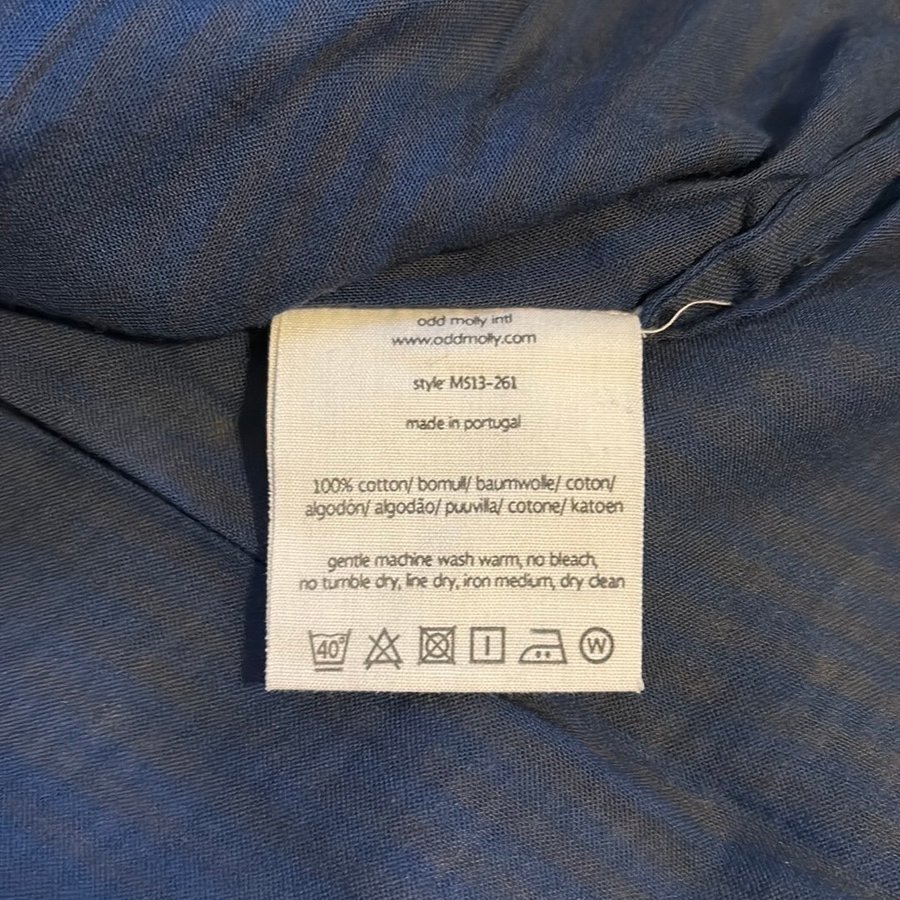 odd molly intl
www.oddmolly.com
style MS13-261
made in portugal
100% cotton/ bomull/ baumwolle/ coton/
algodón/ algodão/ puuvilla/ cotone/ katoen
gentle machine wash warm, no bleach,
no tumble dry, line dry, iron medium, dry clean
40° W